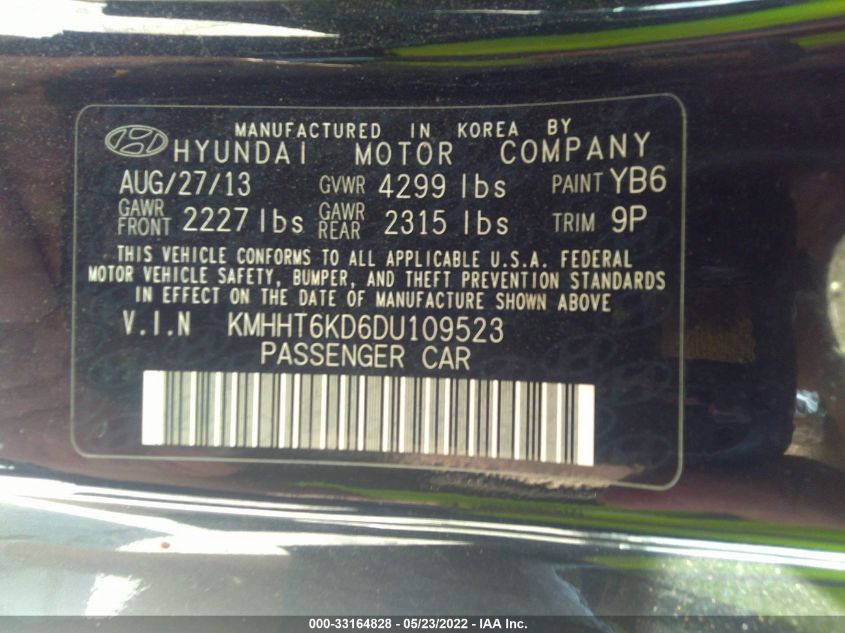 MANUFACTURED IN KOREA BY
HYUNDAI MOTOR COMPANY
AUG/27/13 GVWR 4299 lbs PAINT YB6
GAWR FRONT 2227 lbs GAWR REAR 2315 lbs TRIM 9P
THIS VEHICLE CONFORMS TO ALL APPLICABLE U.S.A. FEDERAL
MOTOR VEHICLE SAFETY, BUMPER, AND THEFT PREVENTION STANDARDS
IN EFFECT ON THE DATE OF MANUFACTURE SHOWN ABOVE
V.I.N KMHHT6KD6DU109523
PASSENGER CAR
000-33164828 - 05/23/2022 - IAA Inc.